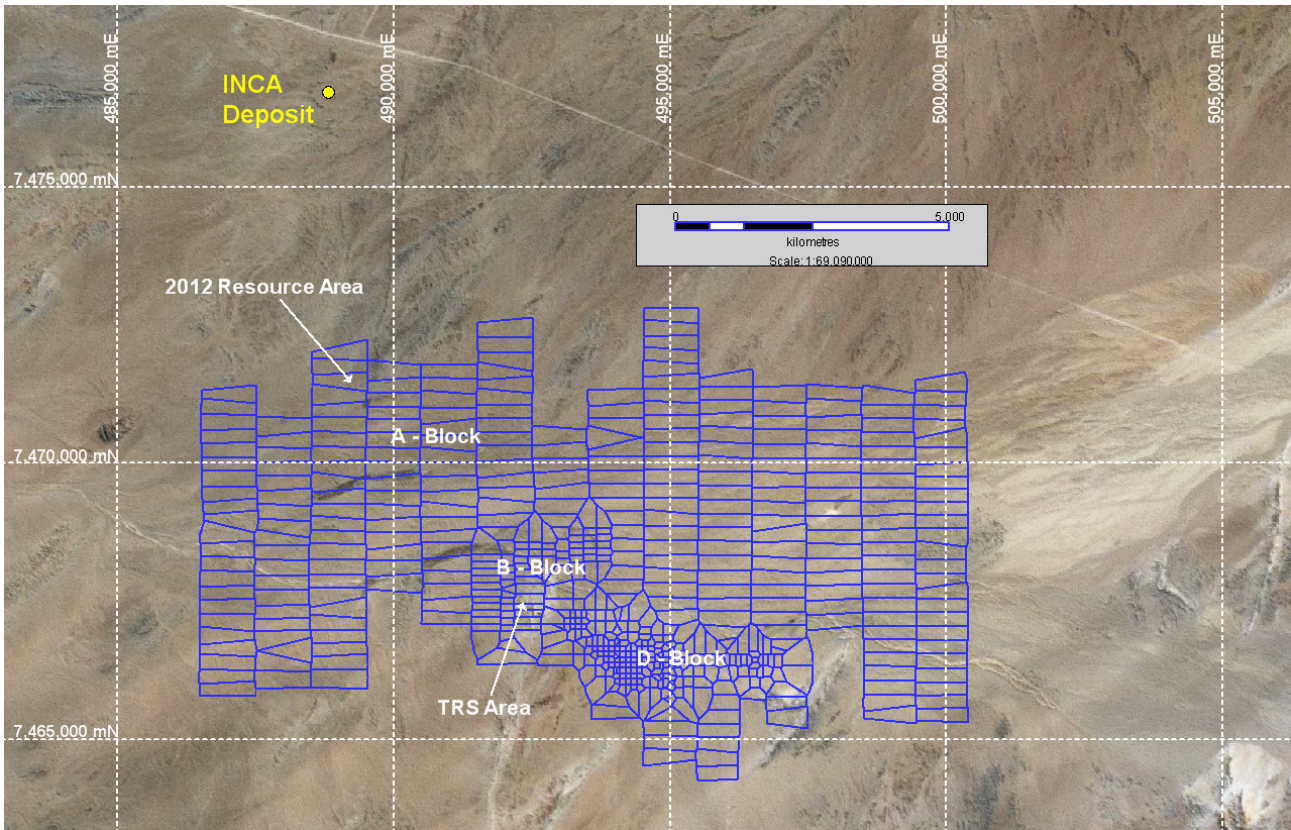 485,000 mE
490,000 mE
495,000 mE
500,000 mE
505,000 mE
INCA
Deposit
7,475,000 mN
0 5,000
kilometres
Scale: 1:69,090,000
2012 Resource Area
A - Block
7,470,000 mN
B - Block
D - Block
TRS Area
7,465,000 mN